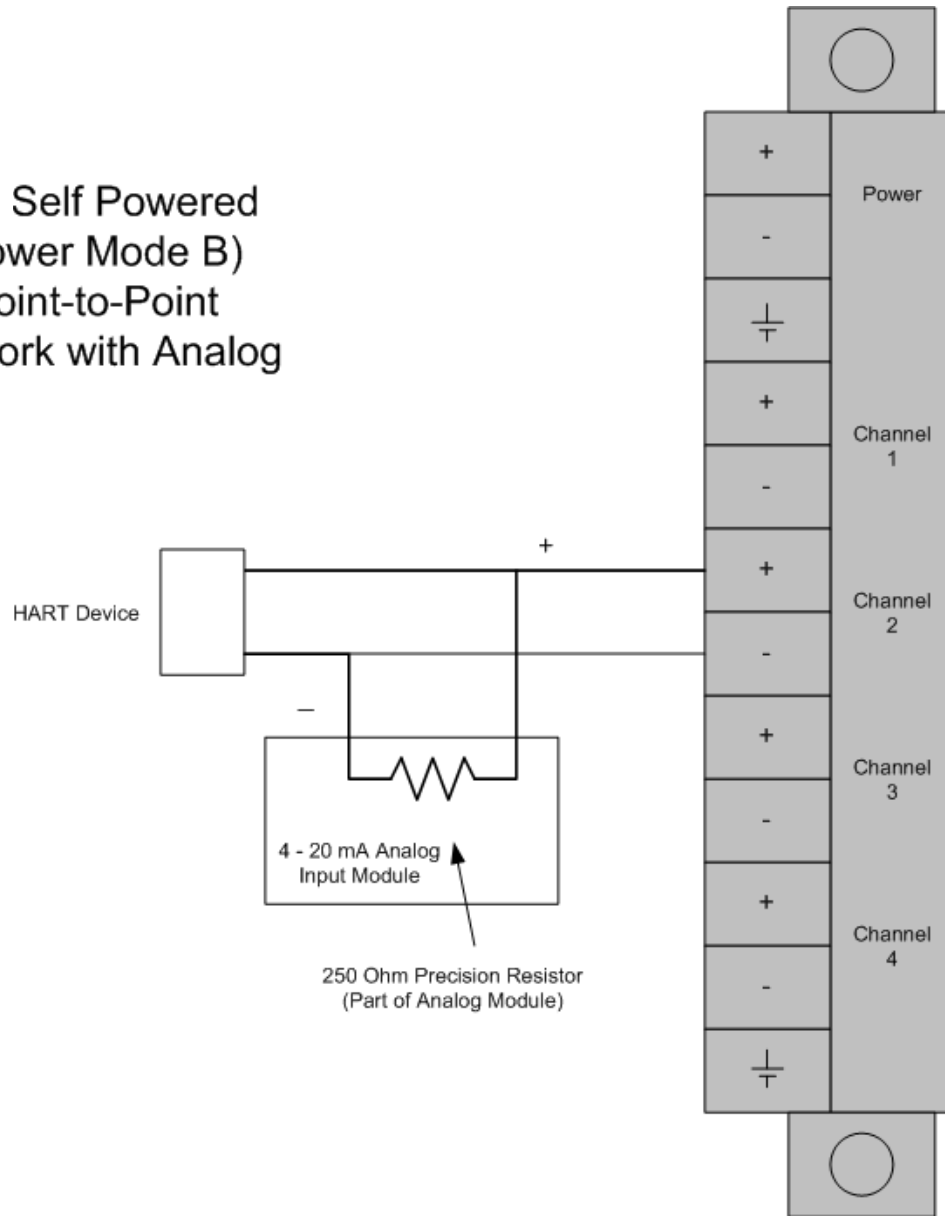 Self Powered
ower Mode B)
oint-to-Point
ork with Analog
+
Power
-
+
Channel
1
-
+
+
Channel
2
HART Device
-
–
+
Channel
3
-
4 - 20 mA Analog
Input Module
+
Channel
4
-
250 Ohm Precision Resistor
(Part of Analog Module)